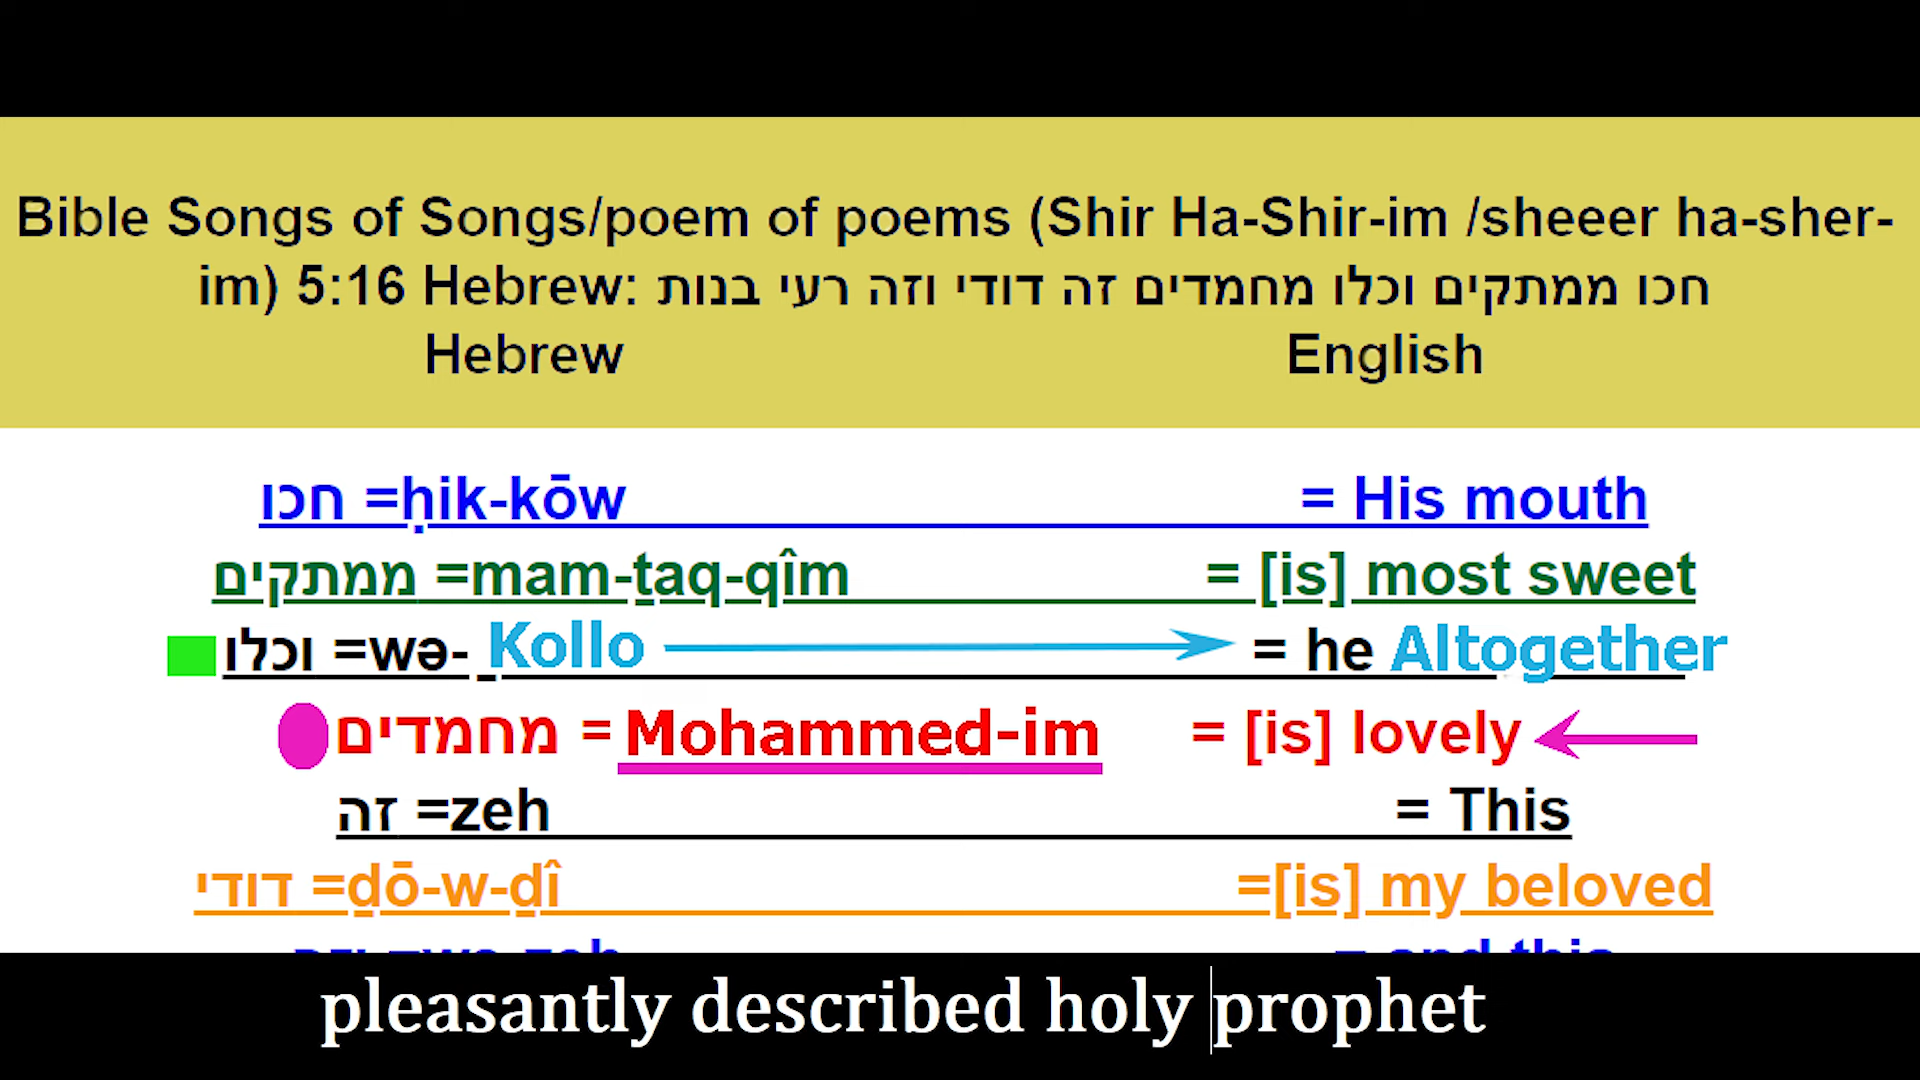 Bible Songs of Songs/poem of poems (Shir Ha-Shir-im /sheeer ha-sher-
im) 5:16 Hebrew: חכו ממתקים וכלו מחמדים זה דודי וזה רעי בנות
Hebrew English
חכו =ḥik-kōw = His mouth
ממתקים =mam-ṯaq-qîm = [is] most sweet
וכלו =wə- Kollo = he Altogether
מחמדים = Mohammed-im = [is] lovely
זה =zeh = This
דודי =ḏō-w-ḏî =[is] my beloved
pleasantly described holy prophet